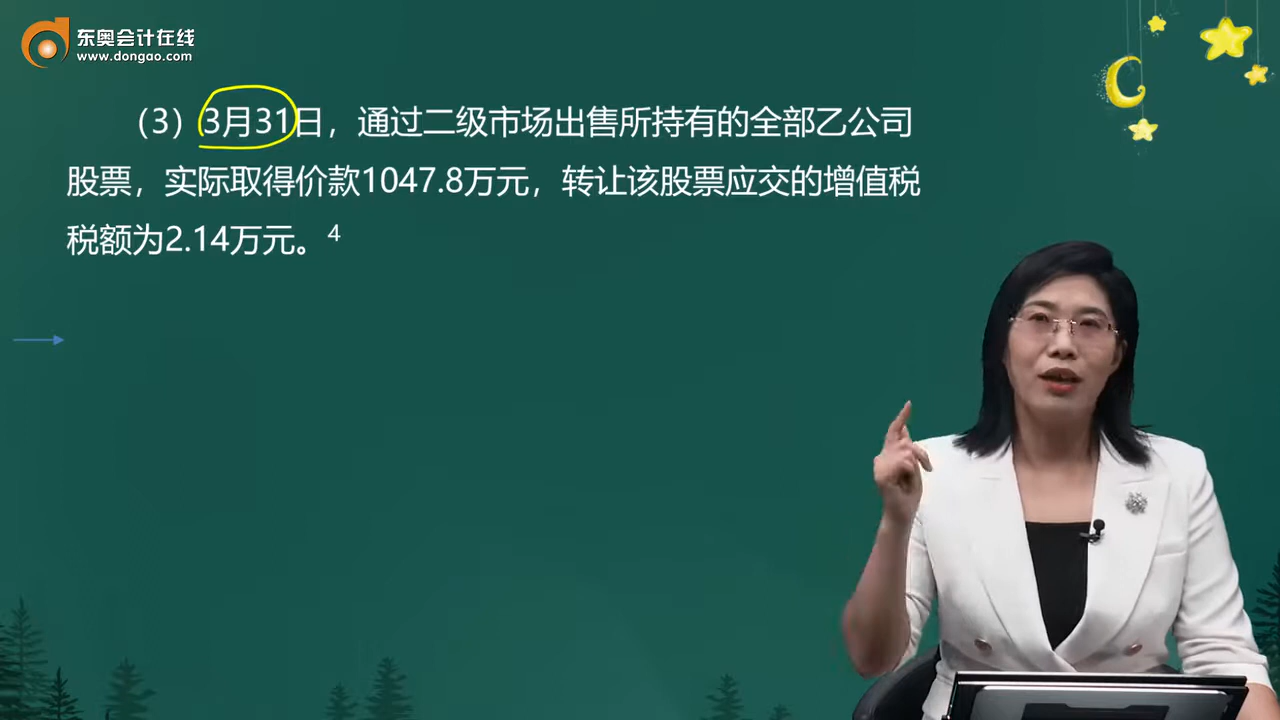 东奥会计在线
www.dongao.com
（3）3月31日，通过二级市场出售所持有的全部乙公司
股票，实际取得价款1047.8万元，转让该股票应交的增值税
税额为2.14万元。4